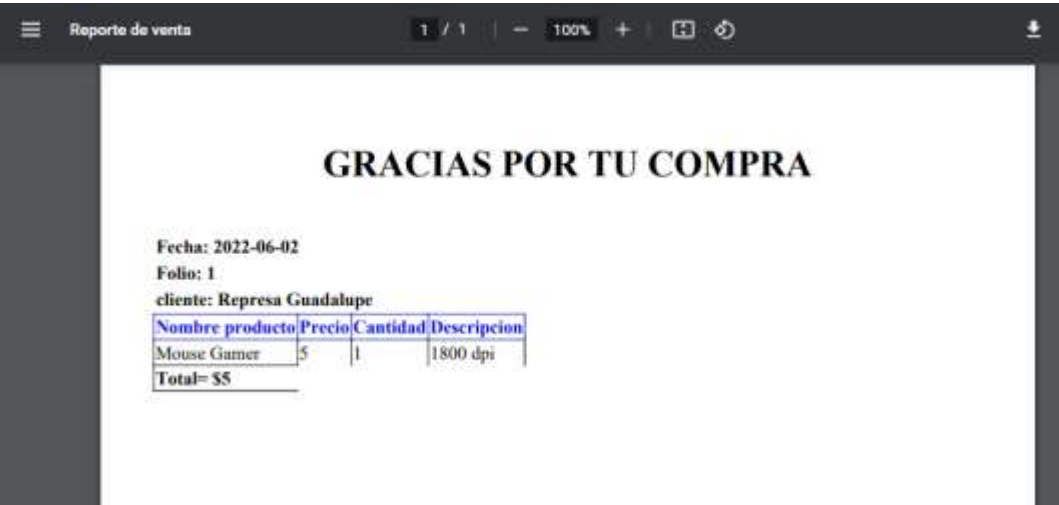 Reporte de venta 1 / 1 100%
GRACIAS POR TU COMPRA
Fecha: 2022-06-02
Folio: 1
cliente: Represa Guadalupe
Nombre producto Precio Cantidad Descripcion
Mouse Gamer 5 1 1800 dpi
Total= $5